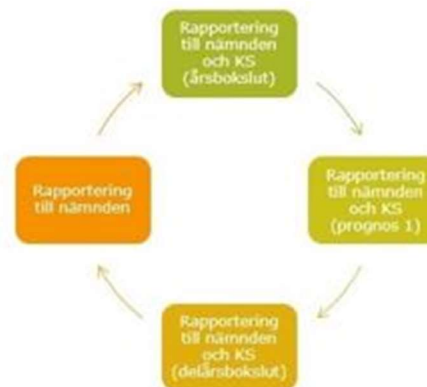 Rapportering
till nämnden
och KS
(årsbokslut)
Rapportering
till nämnden
och KS
(prognos 1)
Rapportering
till nämnden
och KS
(delårsbokslut)
Rapportering
till nämnden